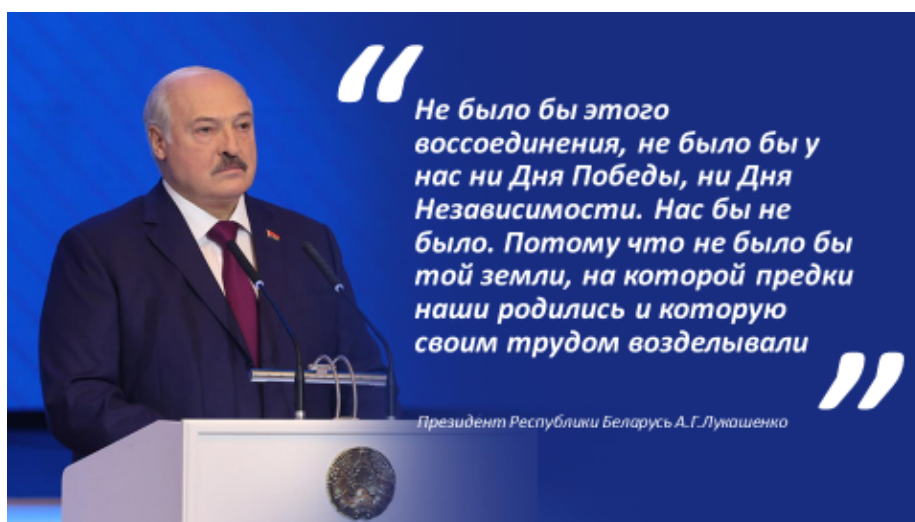 “
Не было бы этого
воссоединения, не было бы у
нас ни Дня Победы, ни Дня
Независимости. Нас бы не
было. Потому что не было бы
той земли, на которой предки
наши родились и которую
своим трудом возделывали
”
Президент Республики Беларусь А.Г.Лукашенко